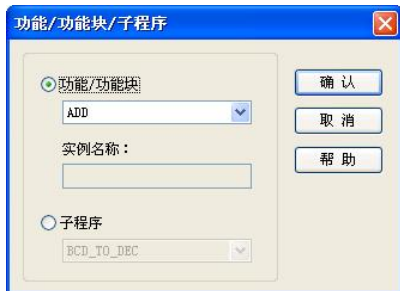 功能/功能块/子程序
功能/功能块
ADD
实例名称：
子程序
BCD_TO_DEC
确 认
取 消
帮 助